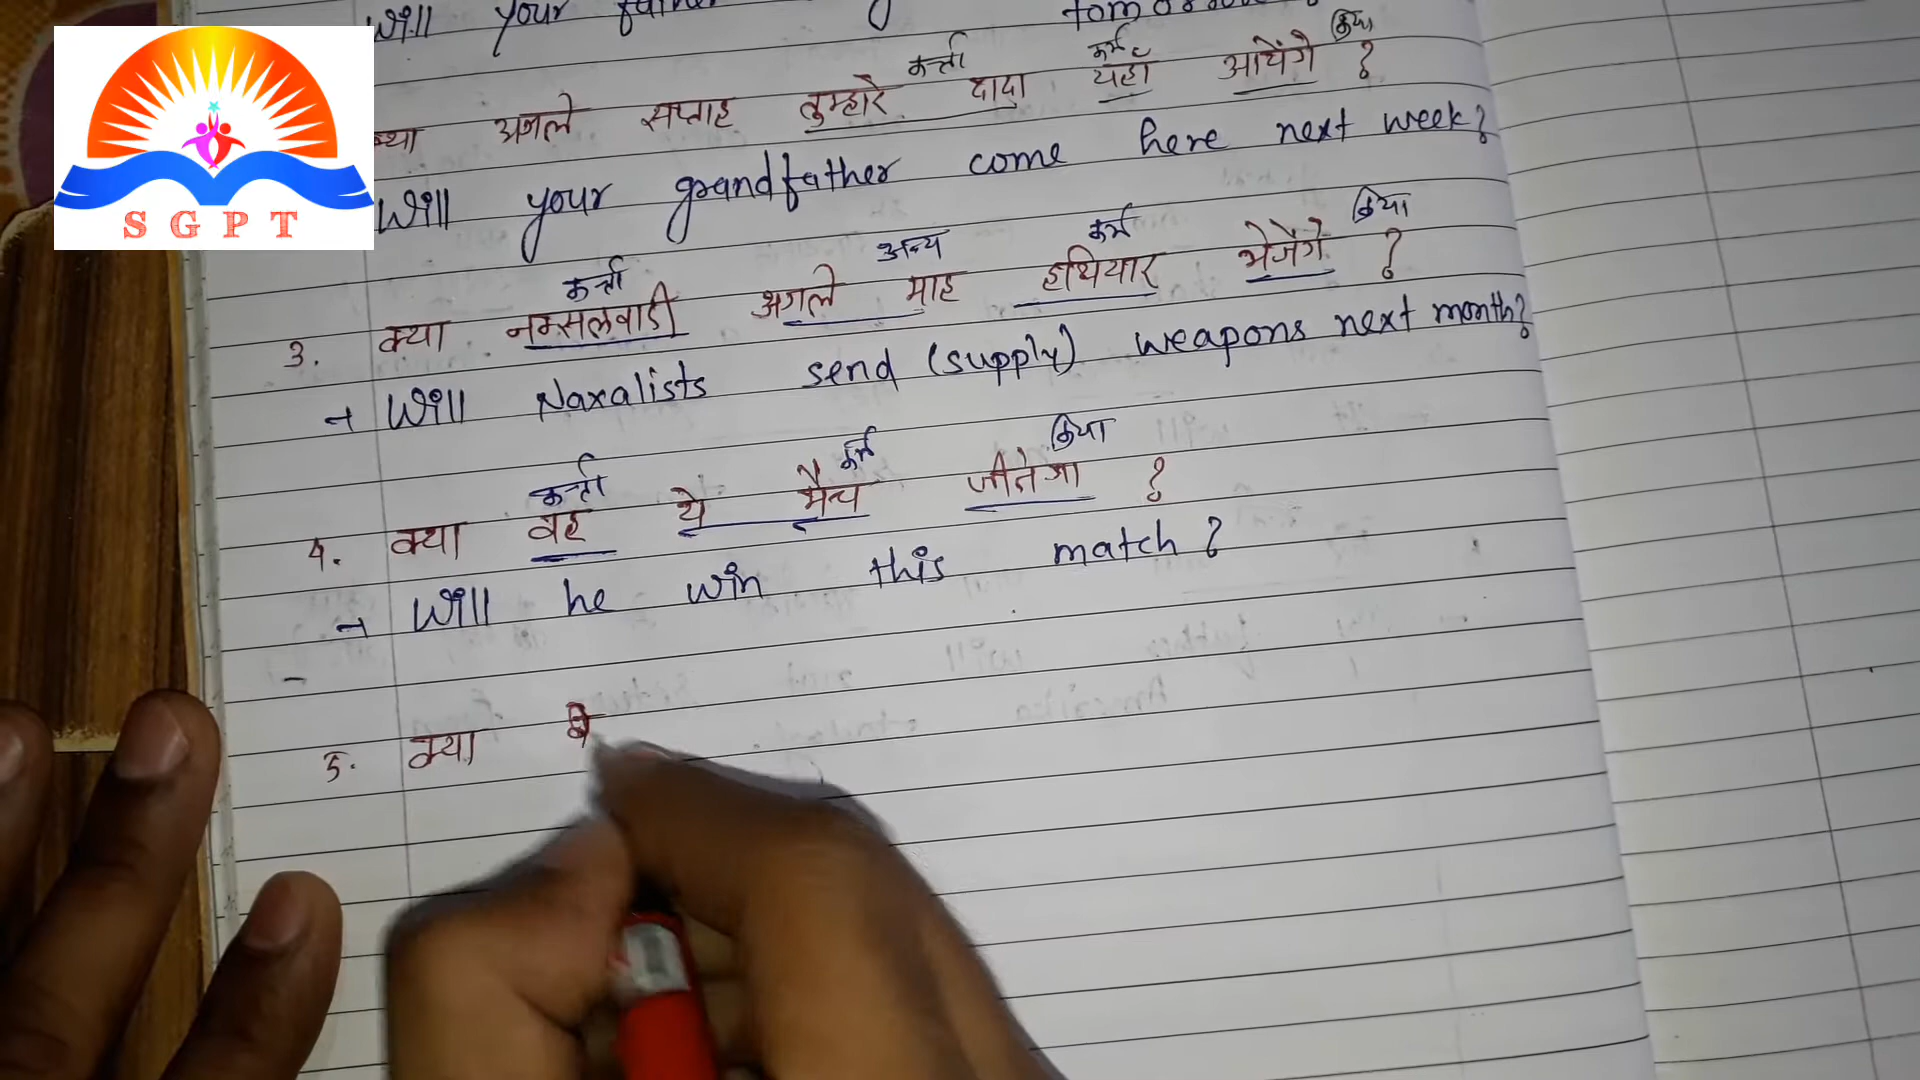 Will your father
कर्त्ता कर्म क्रिया
क्या अगले सप्ताह तुम्हारे दादा यहाँ आयेंगे ?
Will your grandfather come here next week?
कर्त्ता अन्य कर्म क्रिया
3. क्या नक्सलवादी अगले माह हथियार भेजेंगे ?
→ Will Naxalists send (supply) weapons next month?
कर्त्ता कर्म क्रिया
4. क्या वह ये मैच जीतेगा ?
→ Will he win this match?
-
5. क्या
SGPT